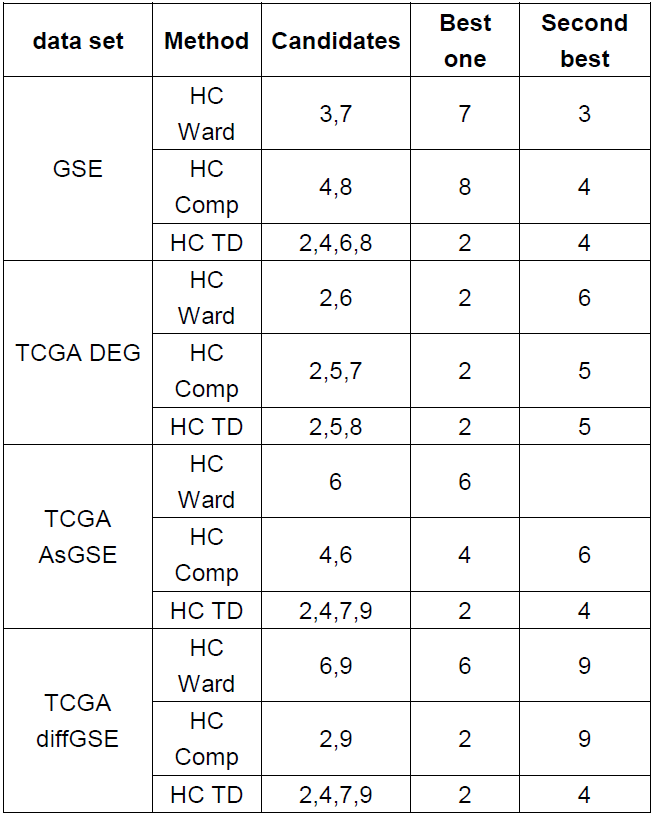 data set Method Candidates Best one Second best
GSE HC Ward 3,7 7 3
HC Comp 4,8 8 4
HC TD 2,4,6,8 2 4
TCGA DEG HC Ward 2,6 2 6
HC Comp 2,5,7 2 5
HC TD 2,5,8 2 5
TCGA AsGSE HC Ward 6 6
HC Comp 4,6 4 6
HC TD 2,4,7,9 2 4
TCGA diffGSE HC Ward 6,9 6 9
HC Comp 2,9 2 9
HC TD 2,4,7,9 2 4